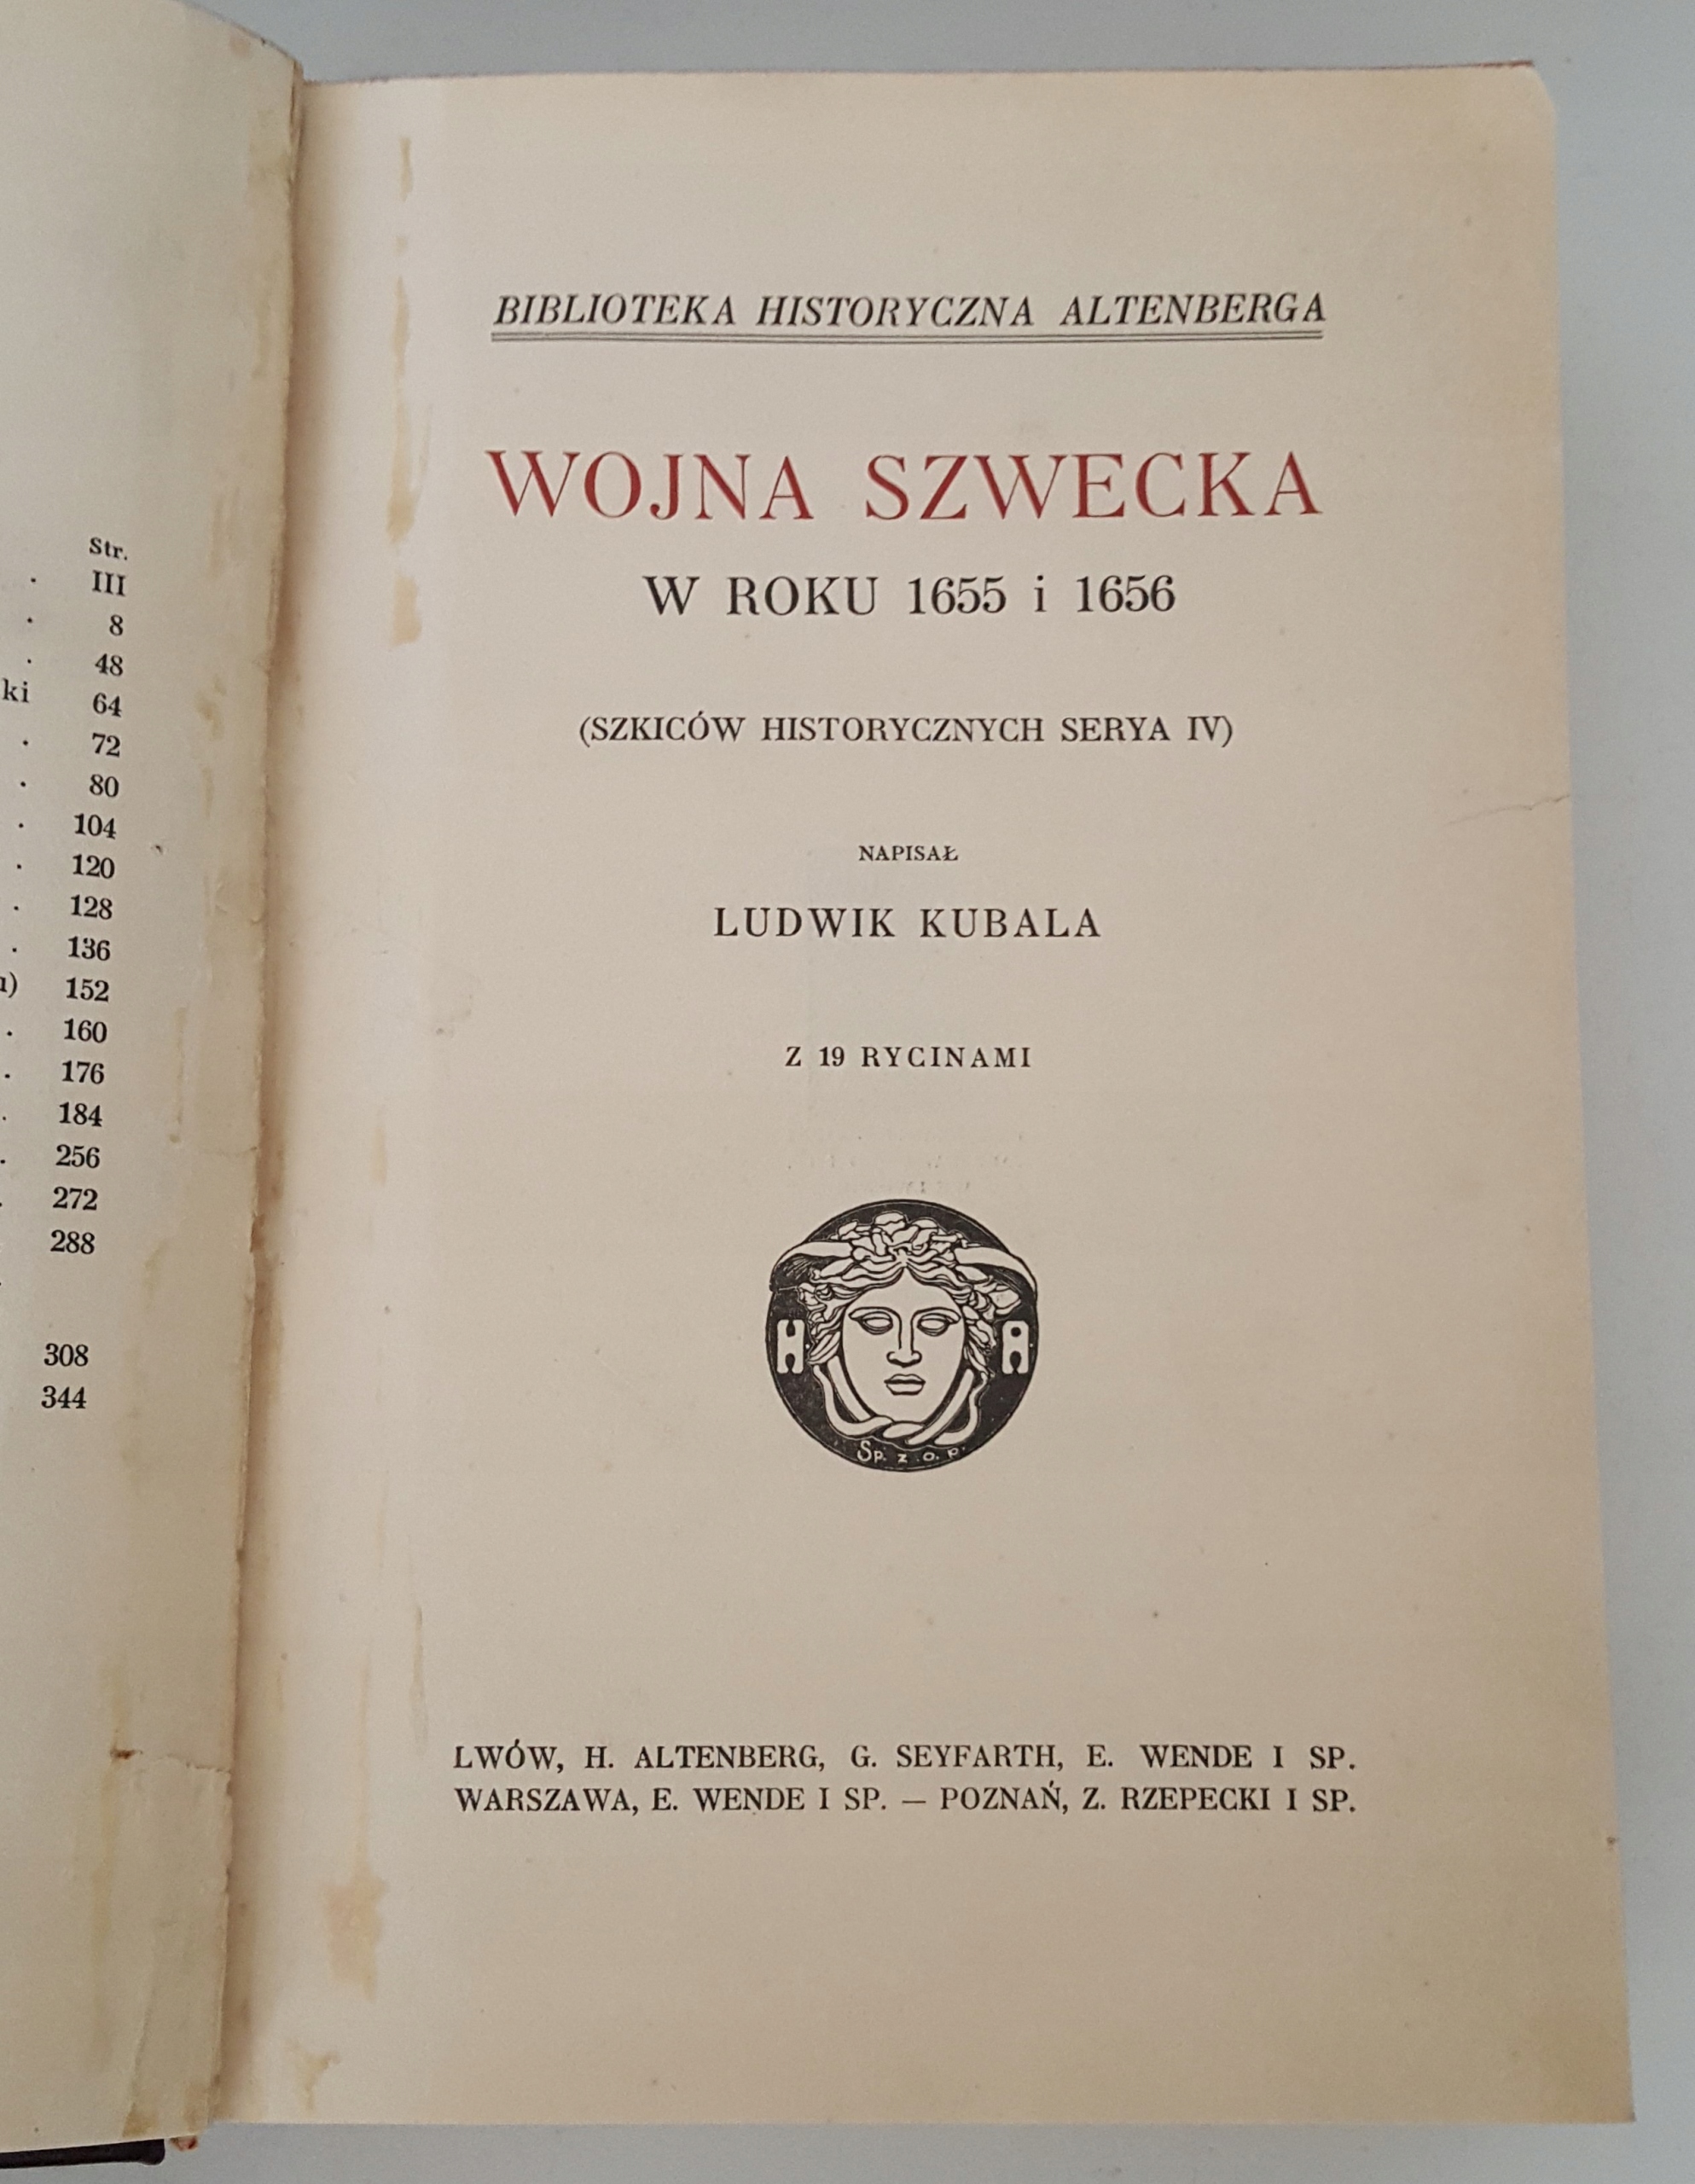 Str.
III
8
48
ki 64
72
80
104
120
128
136
152
160
176
184
256
272
288
308
344
BIBLIOTEKA HISTORYCZNA ALTENBERGA
WOJNA SZWECKA
W ROKU 1655 i 1656
(SZKICÓW HISTORYCZNYCH SERYA IV)
NAPISAŁ
LUDWIK KUBALA
Z 19 RYCINAMI
H A
Sp. z. o. p.
LWÓW, H. ALTENBERG, G. SEYFARTH, E. WENDE I SP.
WARSZAWA, E. WENDE I SP. — POZNAŃ, Z. RZEPECKI I SP.